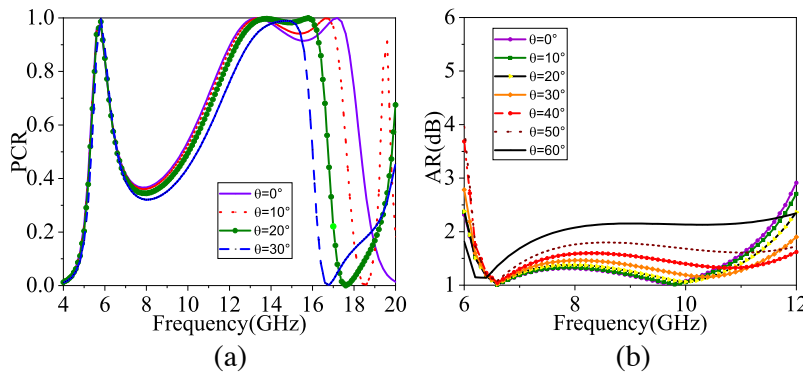 PCR
1.0
0.8
0.6
0.4
0.2
0.0
θ=0°
θ=10°
θ=20°
θ=30°
4 6 8 10 12 14 16 18 20
Frequency(GHz)
(a)
AR(dB)
6
5
4
3
2
1
θ=0°
θ=10°
θ=20°
θ=30°
θ=40°
θ=50°
θ=60°
6 8 10 12
Frequency(GHz)
(b)